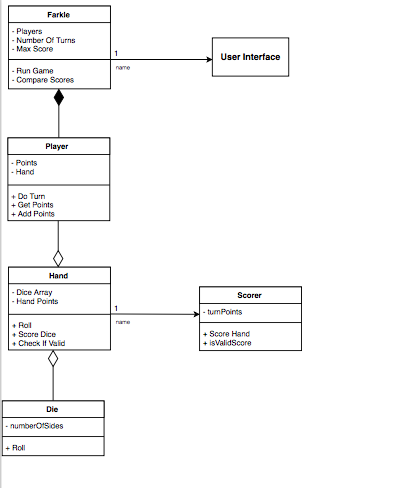 Farkle
- Players
- Number Of Turns
- Max Score
- Run Game
- Compare Scores
1
name
User Interface
Player
- Points
- Hand
+ Do Turn
+ Get Points
+ Add Points
Hand
- Dice Array
- Hand Points
+ Roll
+ Score Dice
+ Check If Valid
1
name
Scorer
- turnPoints
+ Score Hand
+ isValidScore
Die
- numberOfSides
+ Roll